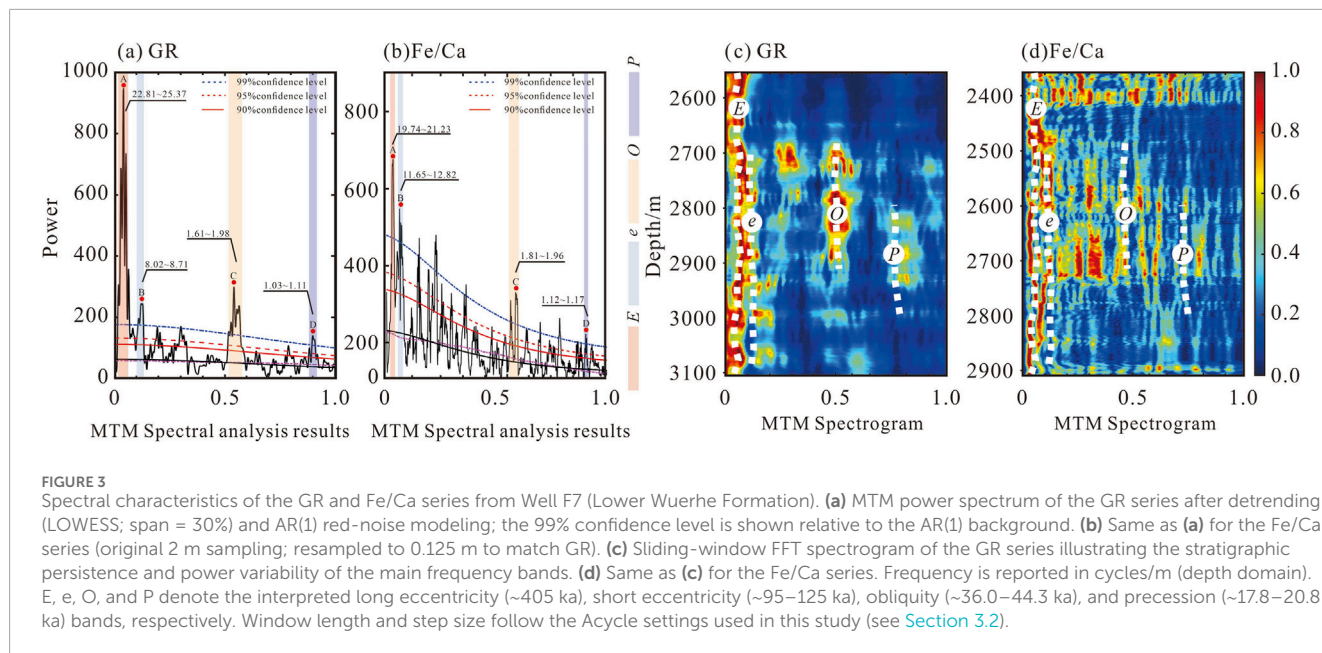 (a) GR
(b)Fe/Ca
(c) GR
(d)Fe/Ca
1000
800
600
400
200
0
Power
A
22.81~25.37
99%confidence level
95%confidence level
90%confidence level
1.61~1.98
8.02~8.71
B
C
1.03~1.11
D
0
0.5
1.0
MTM Spectral analysis results
800
600
400
200
0
99%confidence level
95%confidence level
90%confidence level
19.74~21.23
A
11.65~12.82
B
1.81~1.96
C
1.12~1.17
D
0
0.5
1.0
MTM Spectral analysis results
P
O
e
E
Depth/m
2600
2700
2800
2900
3000
3100
E
e
O
P
0
0.5
1.0
MTM Spectrogram
2400
2500
2600
2700
2800
2900
E
e
O
P
0
0.5
1.0
MTM Spectrogram
1.0
0.8
0.6
0.4
0.2
0.0
FIGURE 3
Spectral characteristics of the GR and Fe/Ca series from Well F7 (Lower Wuerhe Formation). (a) MTM power spectrum of the GR series after detrending
(LOWESS; span = 30%) and AR(1) red-noise modeling; the 99% confidence level is shown relative to the AR(1) background. (b) Same as (a) for the Fe/Ca
series (original 2 m sampling; resampled to 0.125 m to match GR). (c) Sliding-window FFT spectrogram of the GR series illustrating the stratigraphic
persistence and power variability of the main frequency bands. (d) Same as (c) for the Fe/Ca series. Frequency is reported in cycles/m (depth domain).
E, e, O, and P denote the interpreted long eccentricity (~405 ka), short eccentricity (~95–125 ka), obliquity (~36.0–44.3 ka), and precession (~17.8–20.8
ka) bands, respectively. Window length and step size follow the Acycle settings used in this study (see Section 3.2).